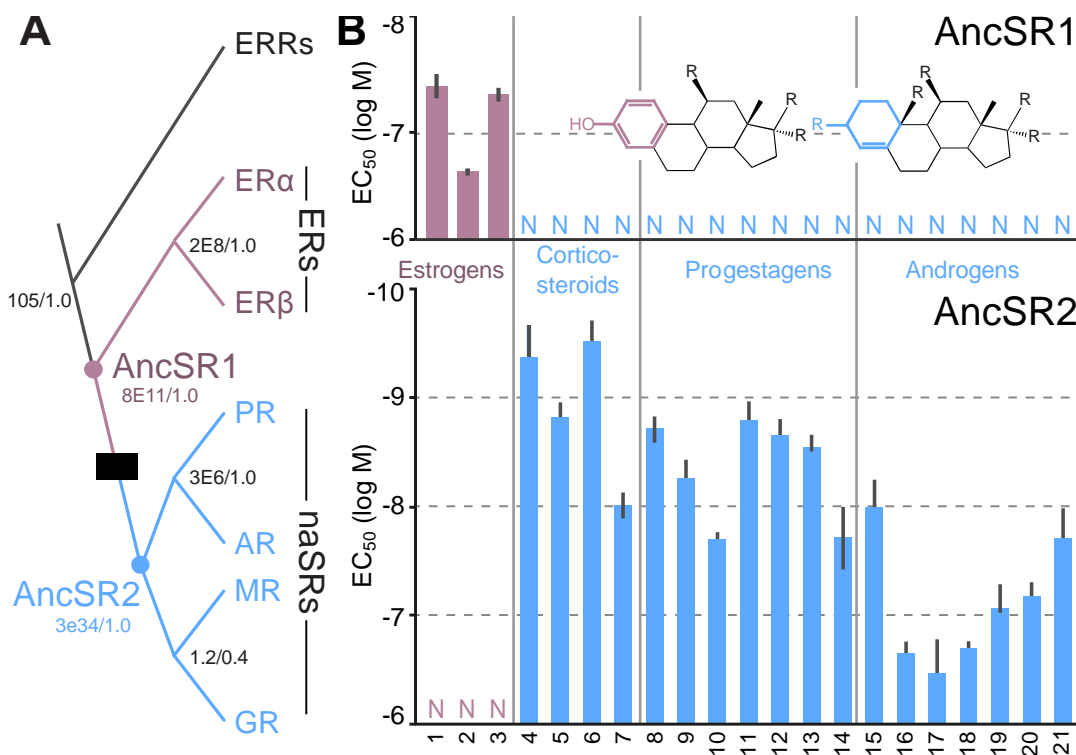 A
ERRs
ERα
2E8/1.0
ERβ
ERs
105/1.0
AncSR1
8E11/1.0
PR
3E6/1.0
AR
naSRs
AncSR2
3e34/1.0
MR
1.2/0.4
GR
B
AncSR1
-8
-7
-6
EC50 (log M)
HO
R
R
R
R
R
R
R
R
N N N N N N N N N N N N N N N N N N
Estrogens
Cortico-
steroids
Progestagens
Androgens
AncSR2
-10
-9
-8
-7
-6
EC50 (log M)
N N N
1 2 3 4 5 6 7 8 9 10 11 12 13 14 15 16 17 18 19 20 21